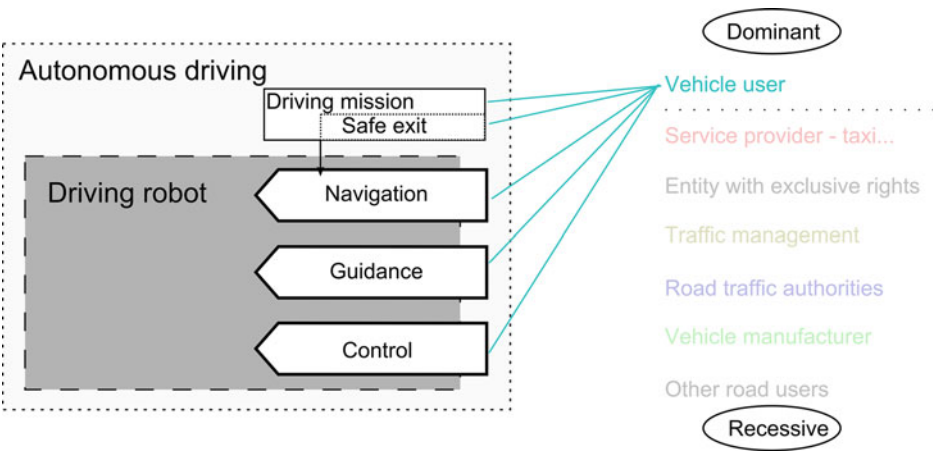 Dominant
Autonomous driving
Driving mission
Safe exit
Vehicle user
Service provider - taxi...
Driving robot
Navigation
Entity with exclusive rights
Traffic management
Guidance
Road traffic authorities
Control
Vehicle manufacturer
Other road users
Recessive